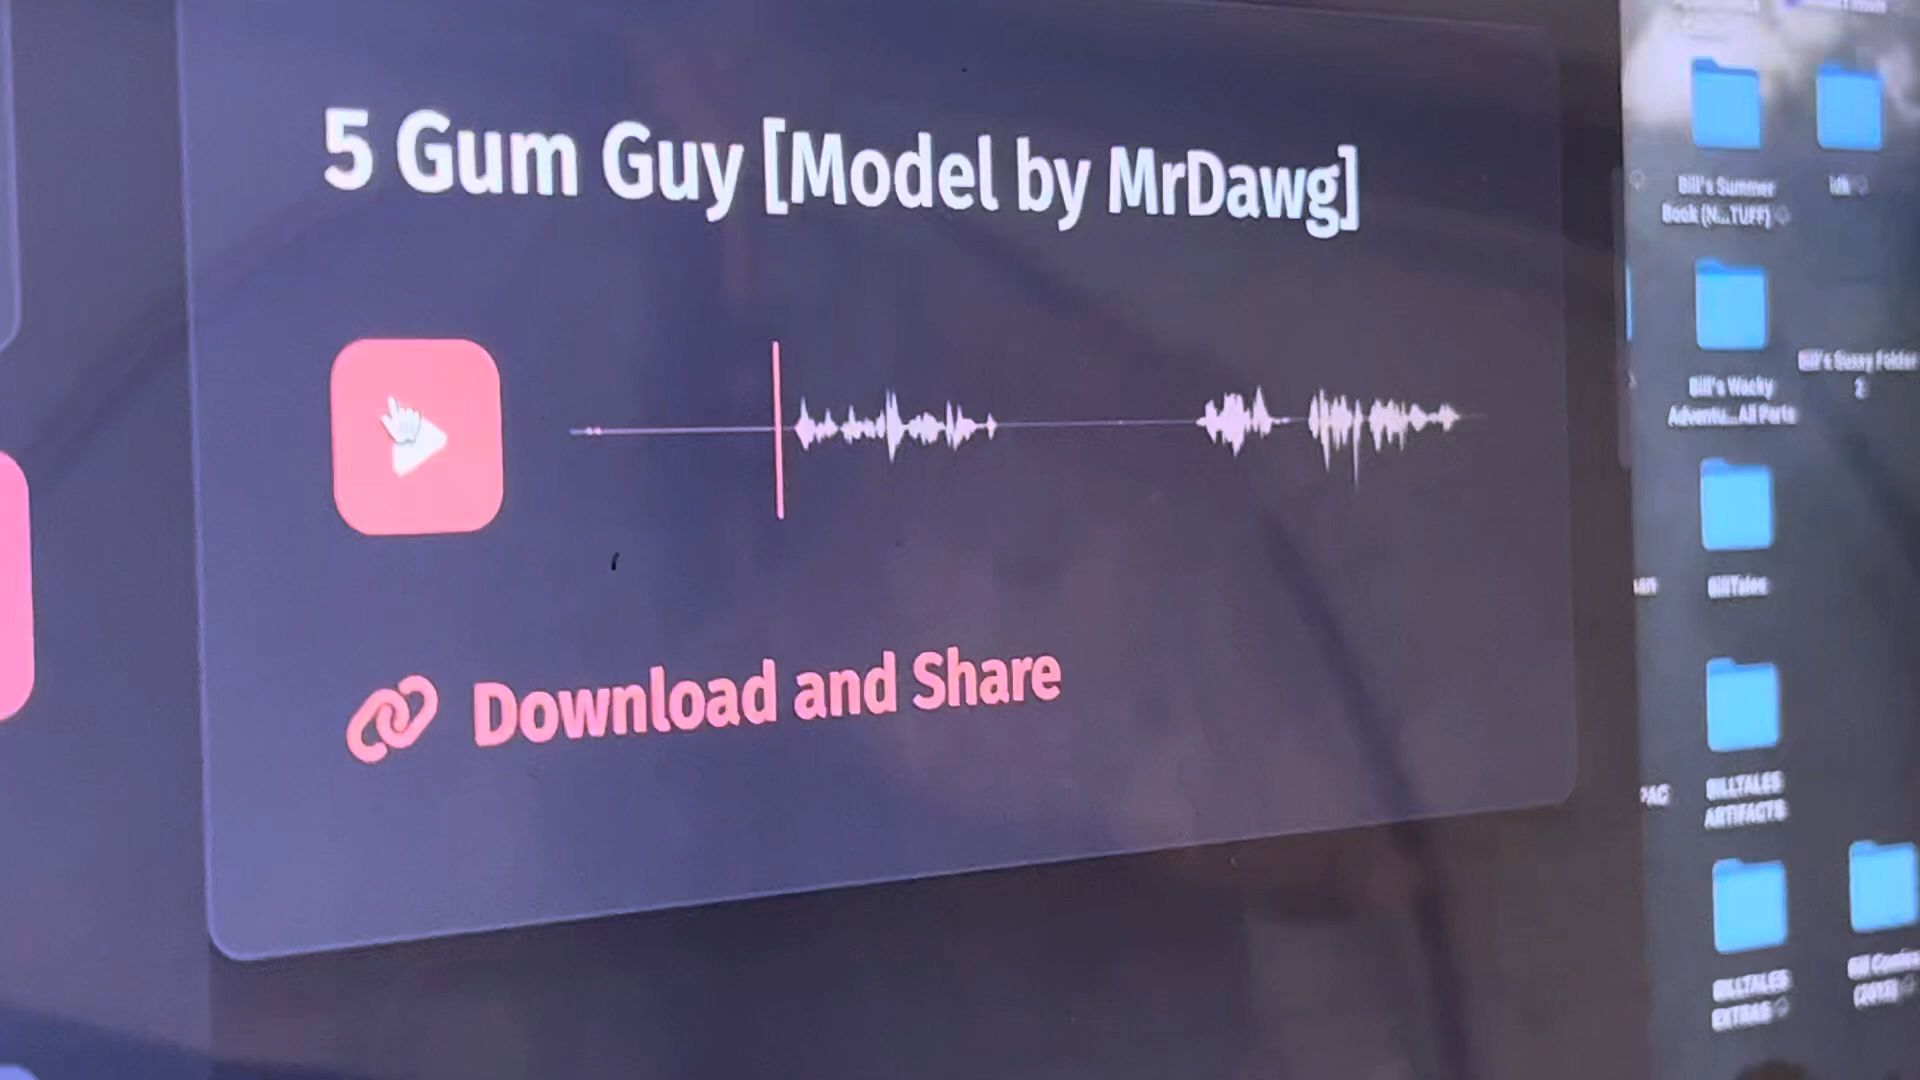 5 Gum Guy [Model by MrDawg]
Download and Share
Bill's Summer
Book (N...TUFF)
idk
Bill's Wacky
Adventu...All Parts
Bill's Sussy Folder
2
BillTales
BILLTALES
ARTIFACTS
BILLTALES
EXTRAS